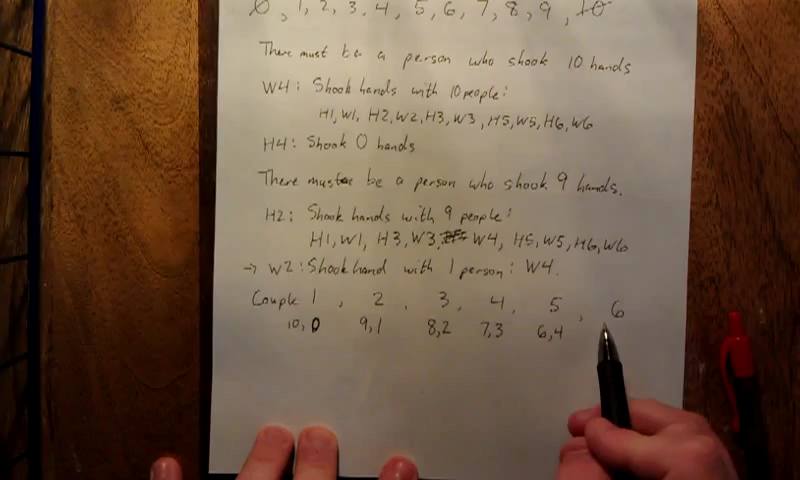 0, 1, 2, 3, 4, 5, 6, 7, 8, 9, 10
There must be a person who shook 10 hands
W4: Shook hands with 10 people:
H1, W1, H2, W2, H3, W3, H5, W5, H6, W6
H4: Shook 0 hands
There must be a person who shook 9 hands.
H2: Shook hands with 9 people:
H1, W1, H3, W3, W4, H5, W5, H6, W6
→ W2: Shook hand with 1 person: W4.
Couple 1, 2, 3, 4, 5, 6
10,0 9,1 8,2 7,3 6,4